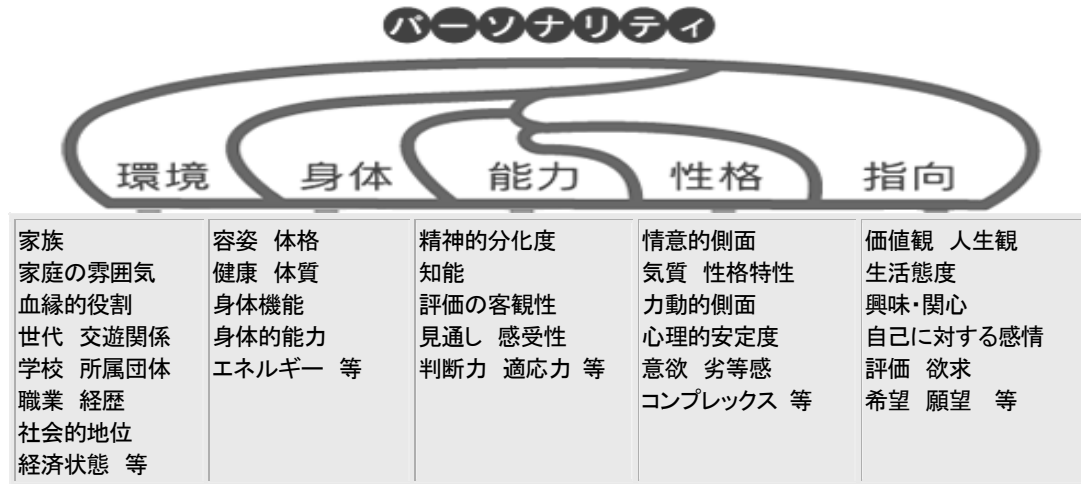 パーソナリティ
環境 身体 能力 性格 指向
家族
家庭の雰囲気
血縁的役割
世代 交遊関係
学校 所属団体
職業 経歴
社会的地位
経済状態 等
容姿 体格
健康 体質
身体機能
身体的能力
エネルギー 等
精神的分化度
知能
評価の客観性
見通し 感受性
判断力 適応力 等
情意的側面
気質 性格特性
力動的側面
心理的安定度
意欲 劣等感
コンプレックス 等
価値観 人生観
生活態度
興味・関心
自己に対する感情
評価 欲求
希望 願望 等